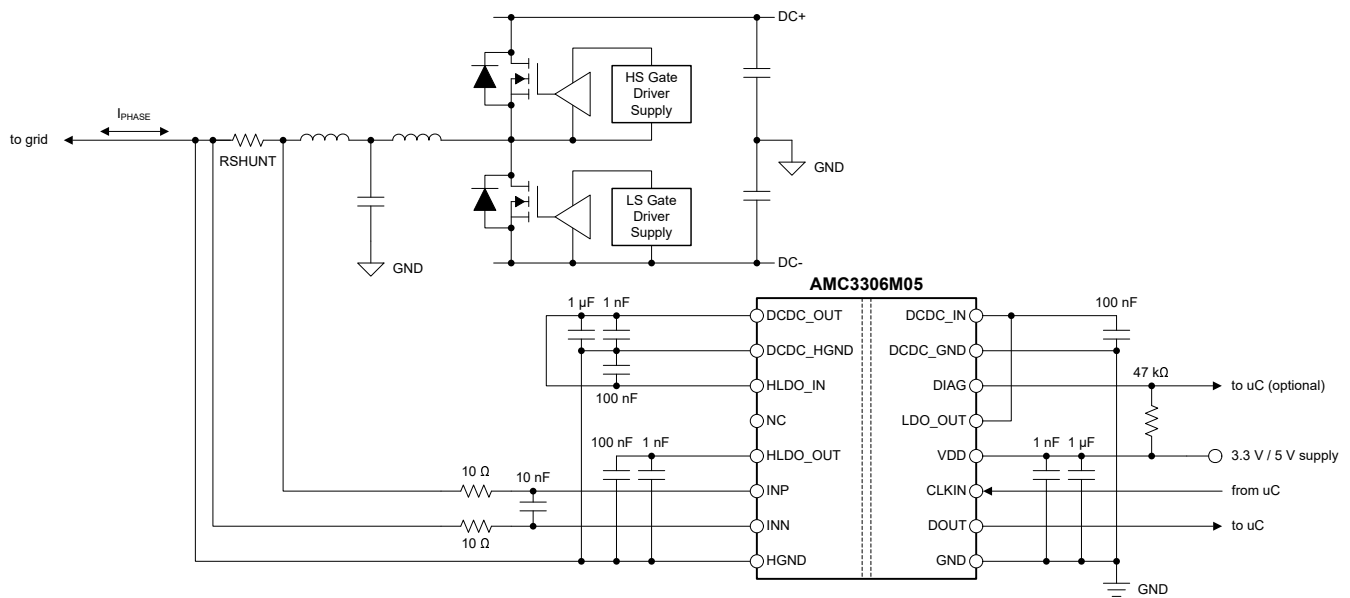 DC+
HS Gate
Driver
Supply
IPHASE
to grid
RSHUNT
GND
LS Gate
Driver
Supply
GND
DC-
AMC3306M05
1 µF 1 nF
100 nF
DCDC_OUT DCDC_IN
DCDC_HGND DCDC_GND
47 kΩ
HLDO_IN DIAG
to uC (optional)
100 nF
NC LDO_OUT
100 nF 1 nF
1 nF 1 µF
HLDO_OUT VDD
3.3 V / 5 V supply
10 Ω
10 nF
INP CLKIN
from uC
INN DOUT
to uC
10 Ω
HGND GND
GND